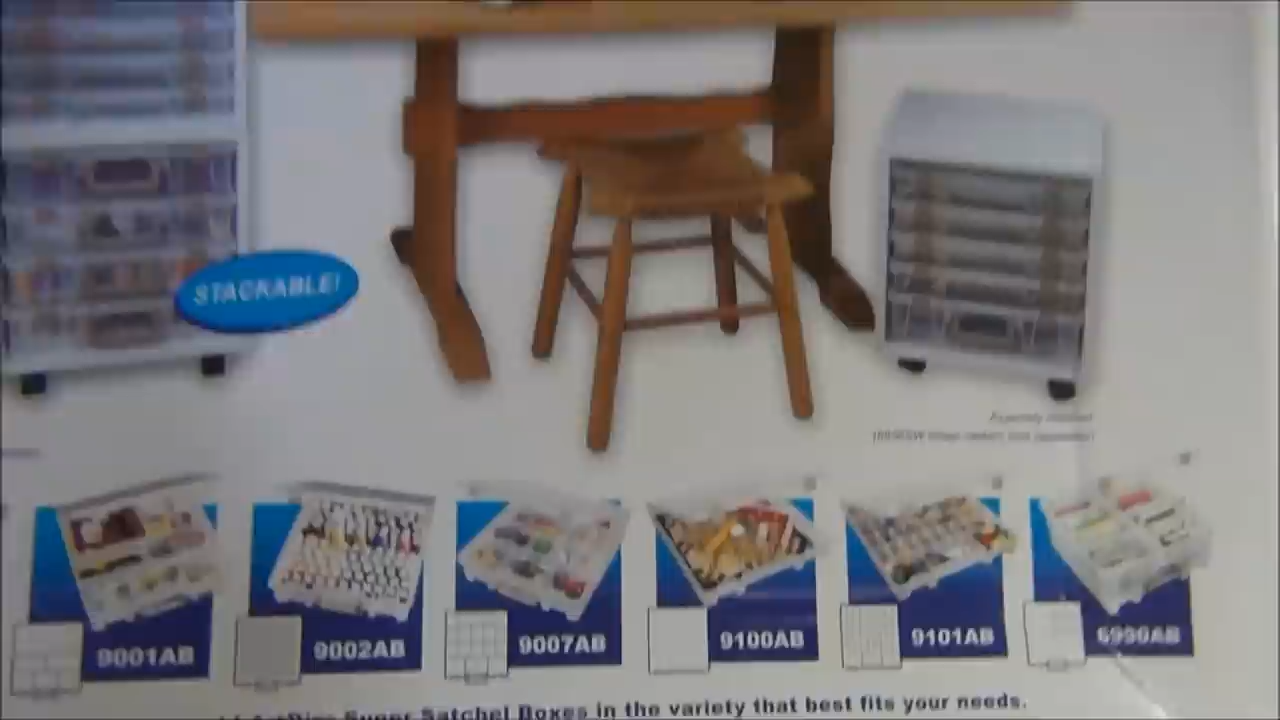 STACKABLE!
9001AB
9002AB
9007AB
9100AB
9101AB
6990AB
Super Satchel Boxes in the variety that best fits your needs.